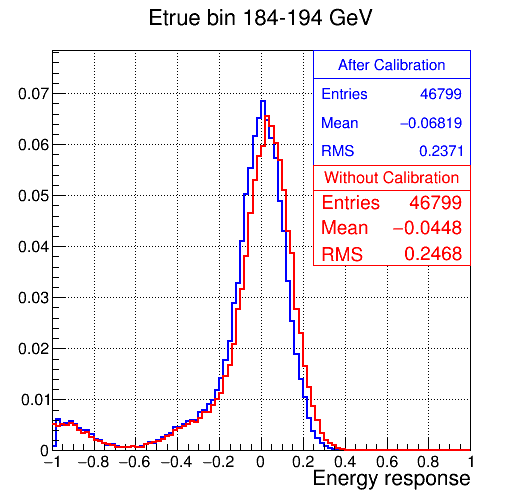 Etrue bin 184-194 GeV
After Calibration
Entries 46799
Mean −0.06819
RMS 0.2371
Without Calibration
Entries 46799
Mean −0.0448
RMS 0.2468
0.07
0.06
0.05
0.04
0.03
0.02
0.01
0
−1 −0.8 −0.6 −0.4 −0.2 0 0.2 0.4 0.6 0.8 1
Energy response